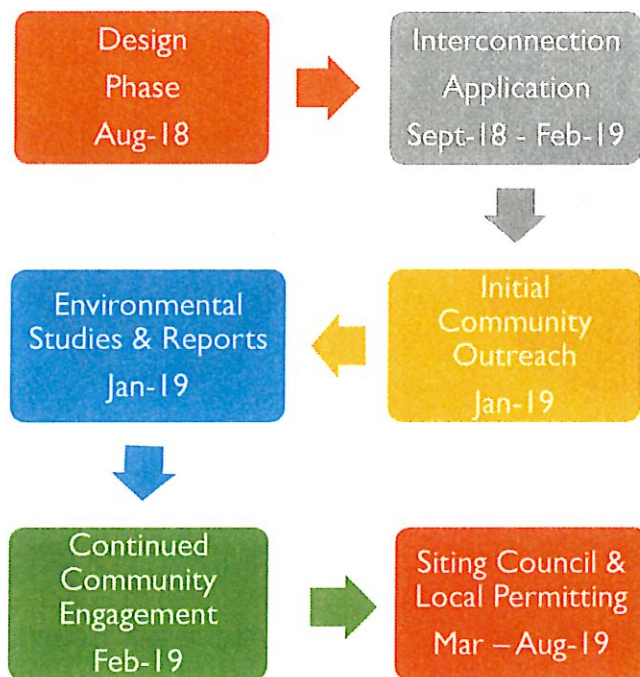 Design
Phase
Aug-18
Interconnection
Application
Sept-18 - Feb-19
Initial
Community
Outreach
Jan-19
Environmental
Studies & Reports
Jan-19
Continued
Community
Engagement
Feb-19
Siting Council &
Local Permitting
Mar – Aug-19